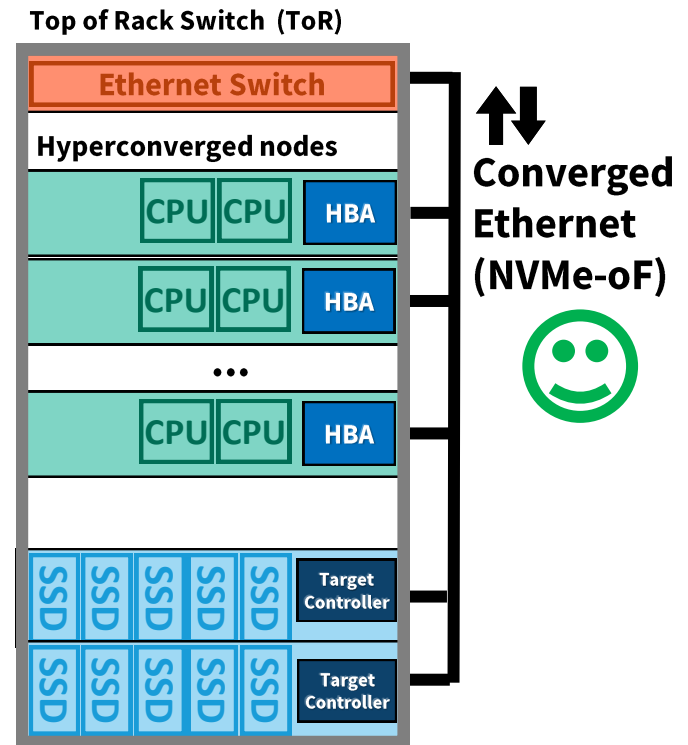 Top of Rack Switch (ToR)
Ethernet Switch
Hyperconverged nodes
CPU CPU HBA
CPU CPU HBA
...
CPU CPU HBA
Converged
Ethernet
(NVMe-oF)
SSD SSD SSD SSD SSD
Target
Controller
SSD SSD SSD SSD SSD
Target
Controller